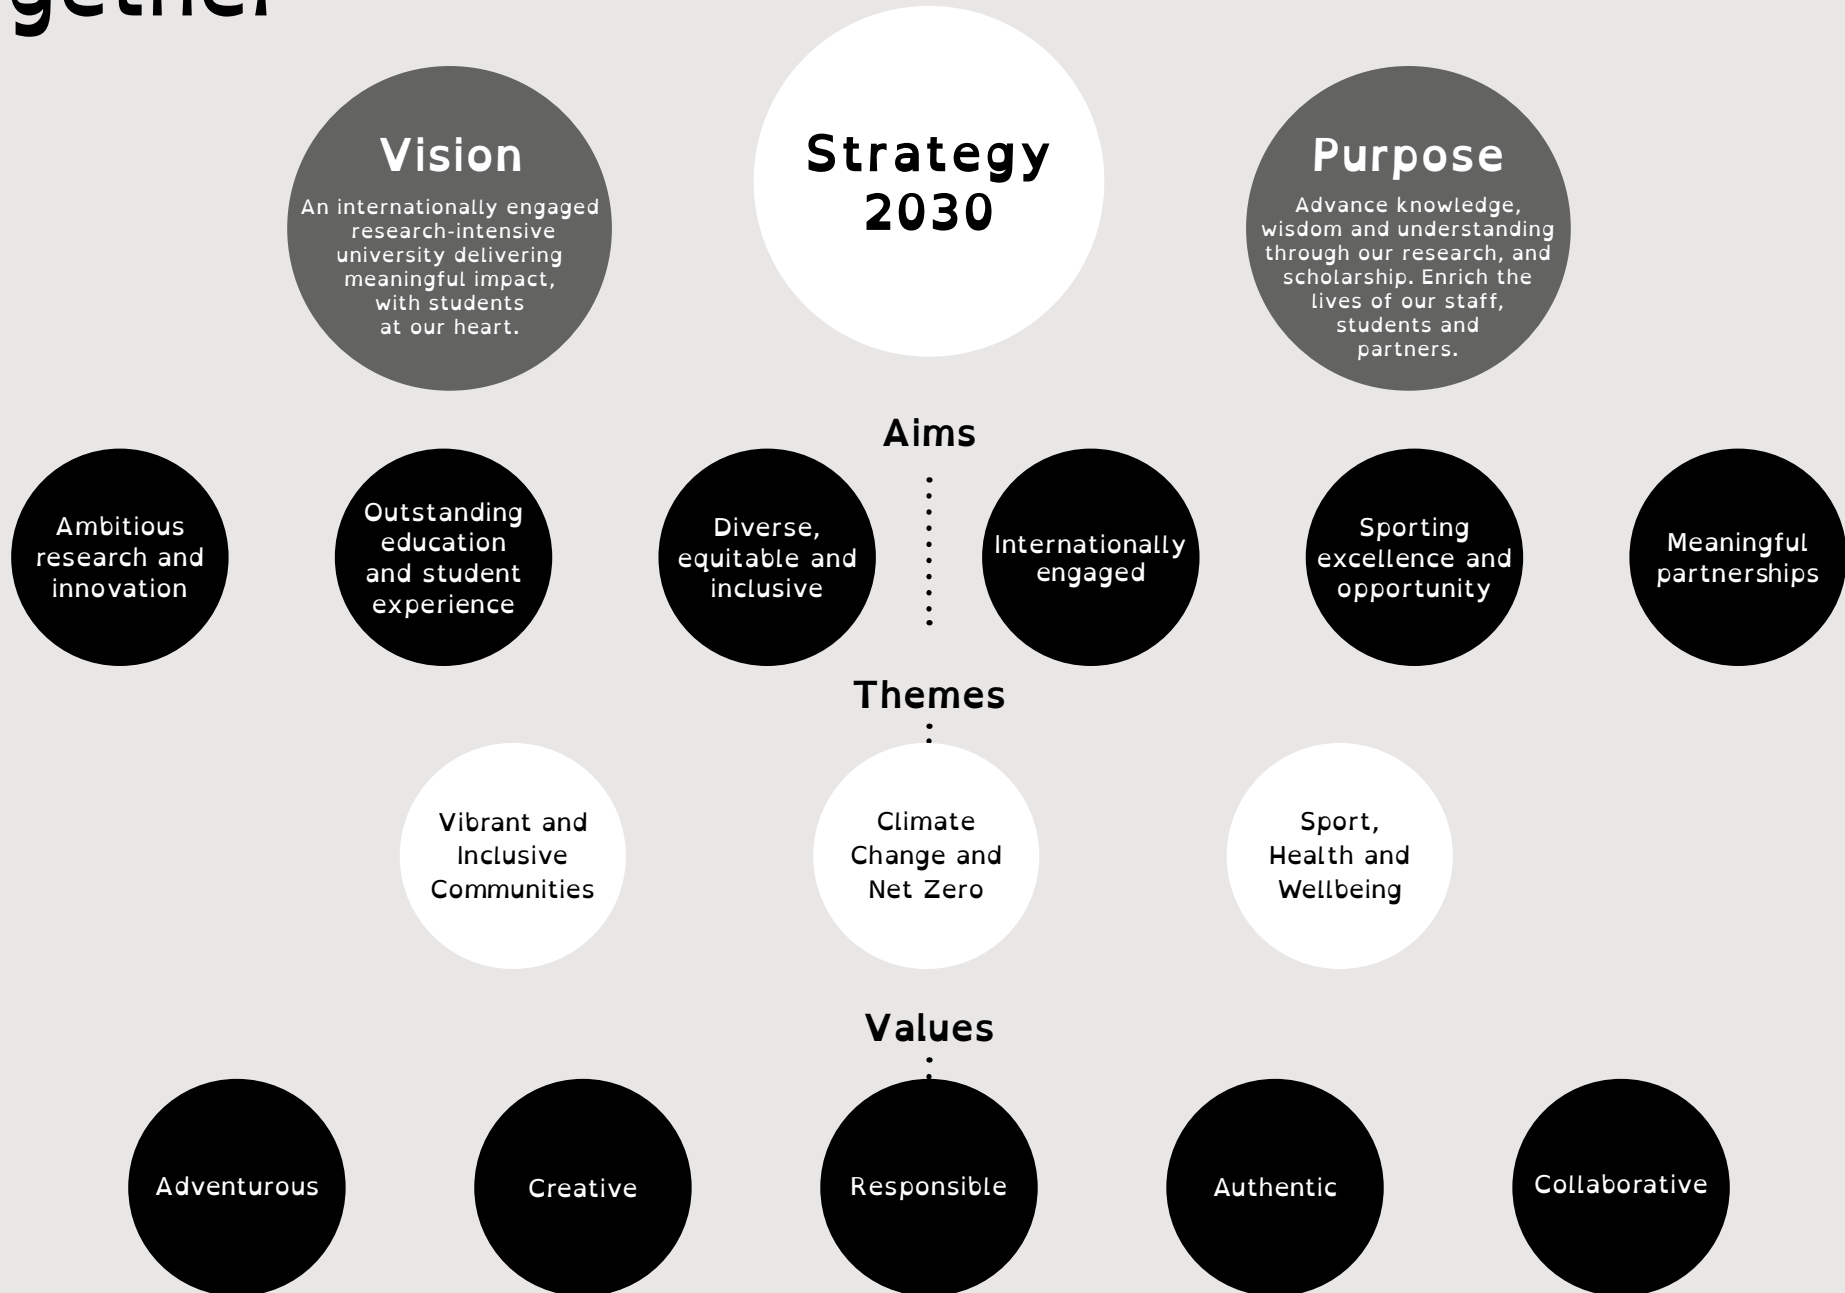 gether
Strategy
2030
Vision
An internationally engaged
research-intensive
university delivering
meaningful impact,
with students
at our heart.
Purpose
Advance knowledge,
wisdom and understanding
through our research, and
scholarship. Enrich the
lives of our staff,
students and
partners.
Aims
Ambitious
research and
innovation
Outstanding
education
and student
experience
Diverse,
equitable and
inclusive
Internationally
engaged
Sporting
excellence and
opportunity
Meaningful
partnerships
Themes
Vibrant and
Inclusive
Communities
Climate
Change and
Net Zero
Sport,
Health and
Wellbeing
Values
Adventurous
Creative
Responsible
Authentic
Collaborative